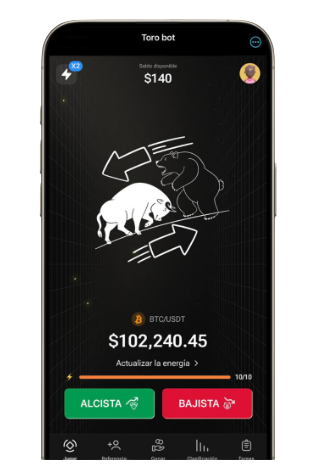 Toro bot
X2
Saldo disponible
$140
BTC/USDT
$102,240.45
Actualizar la energía >
10/10
ALCISTA
BAJISTA
Jugar
Referencia
Ganar
Clasificación
Tareas